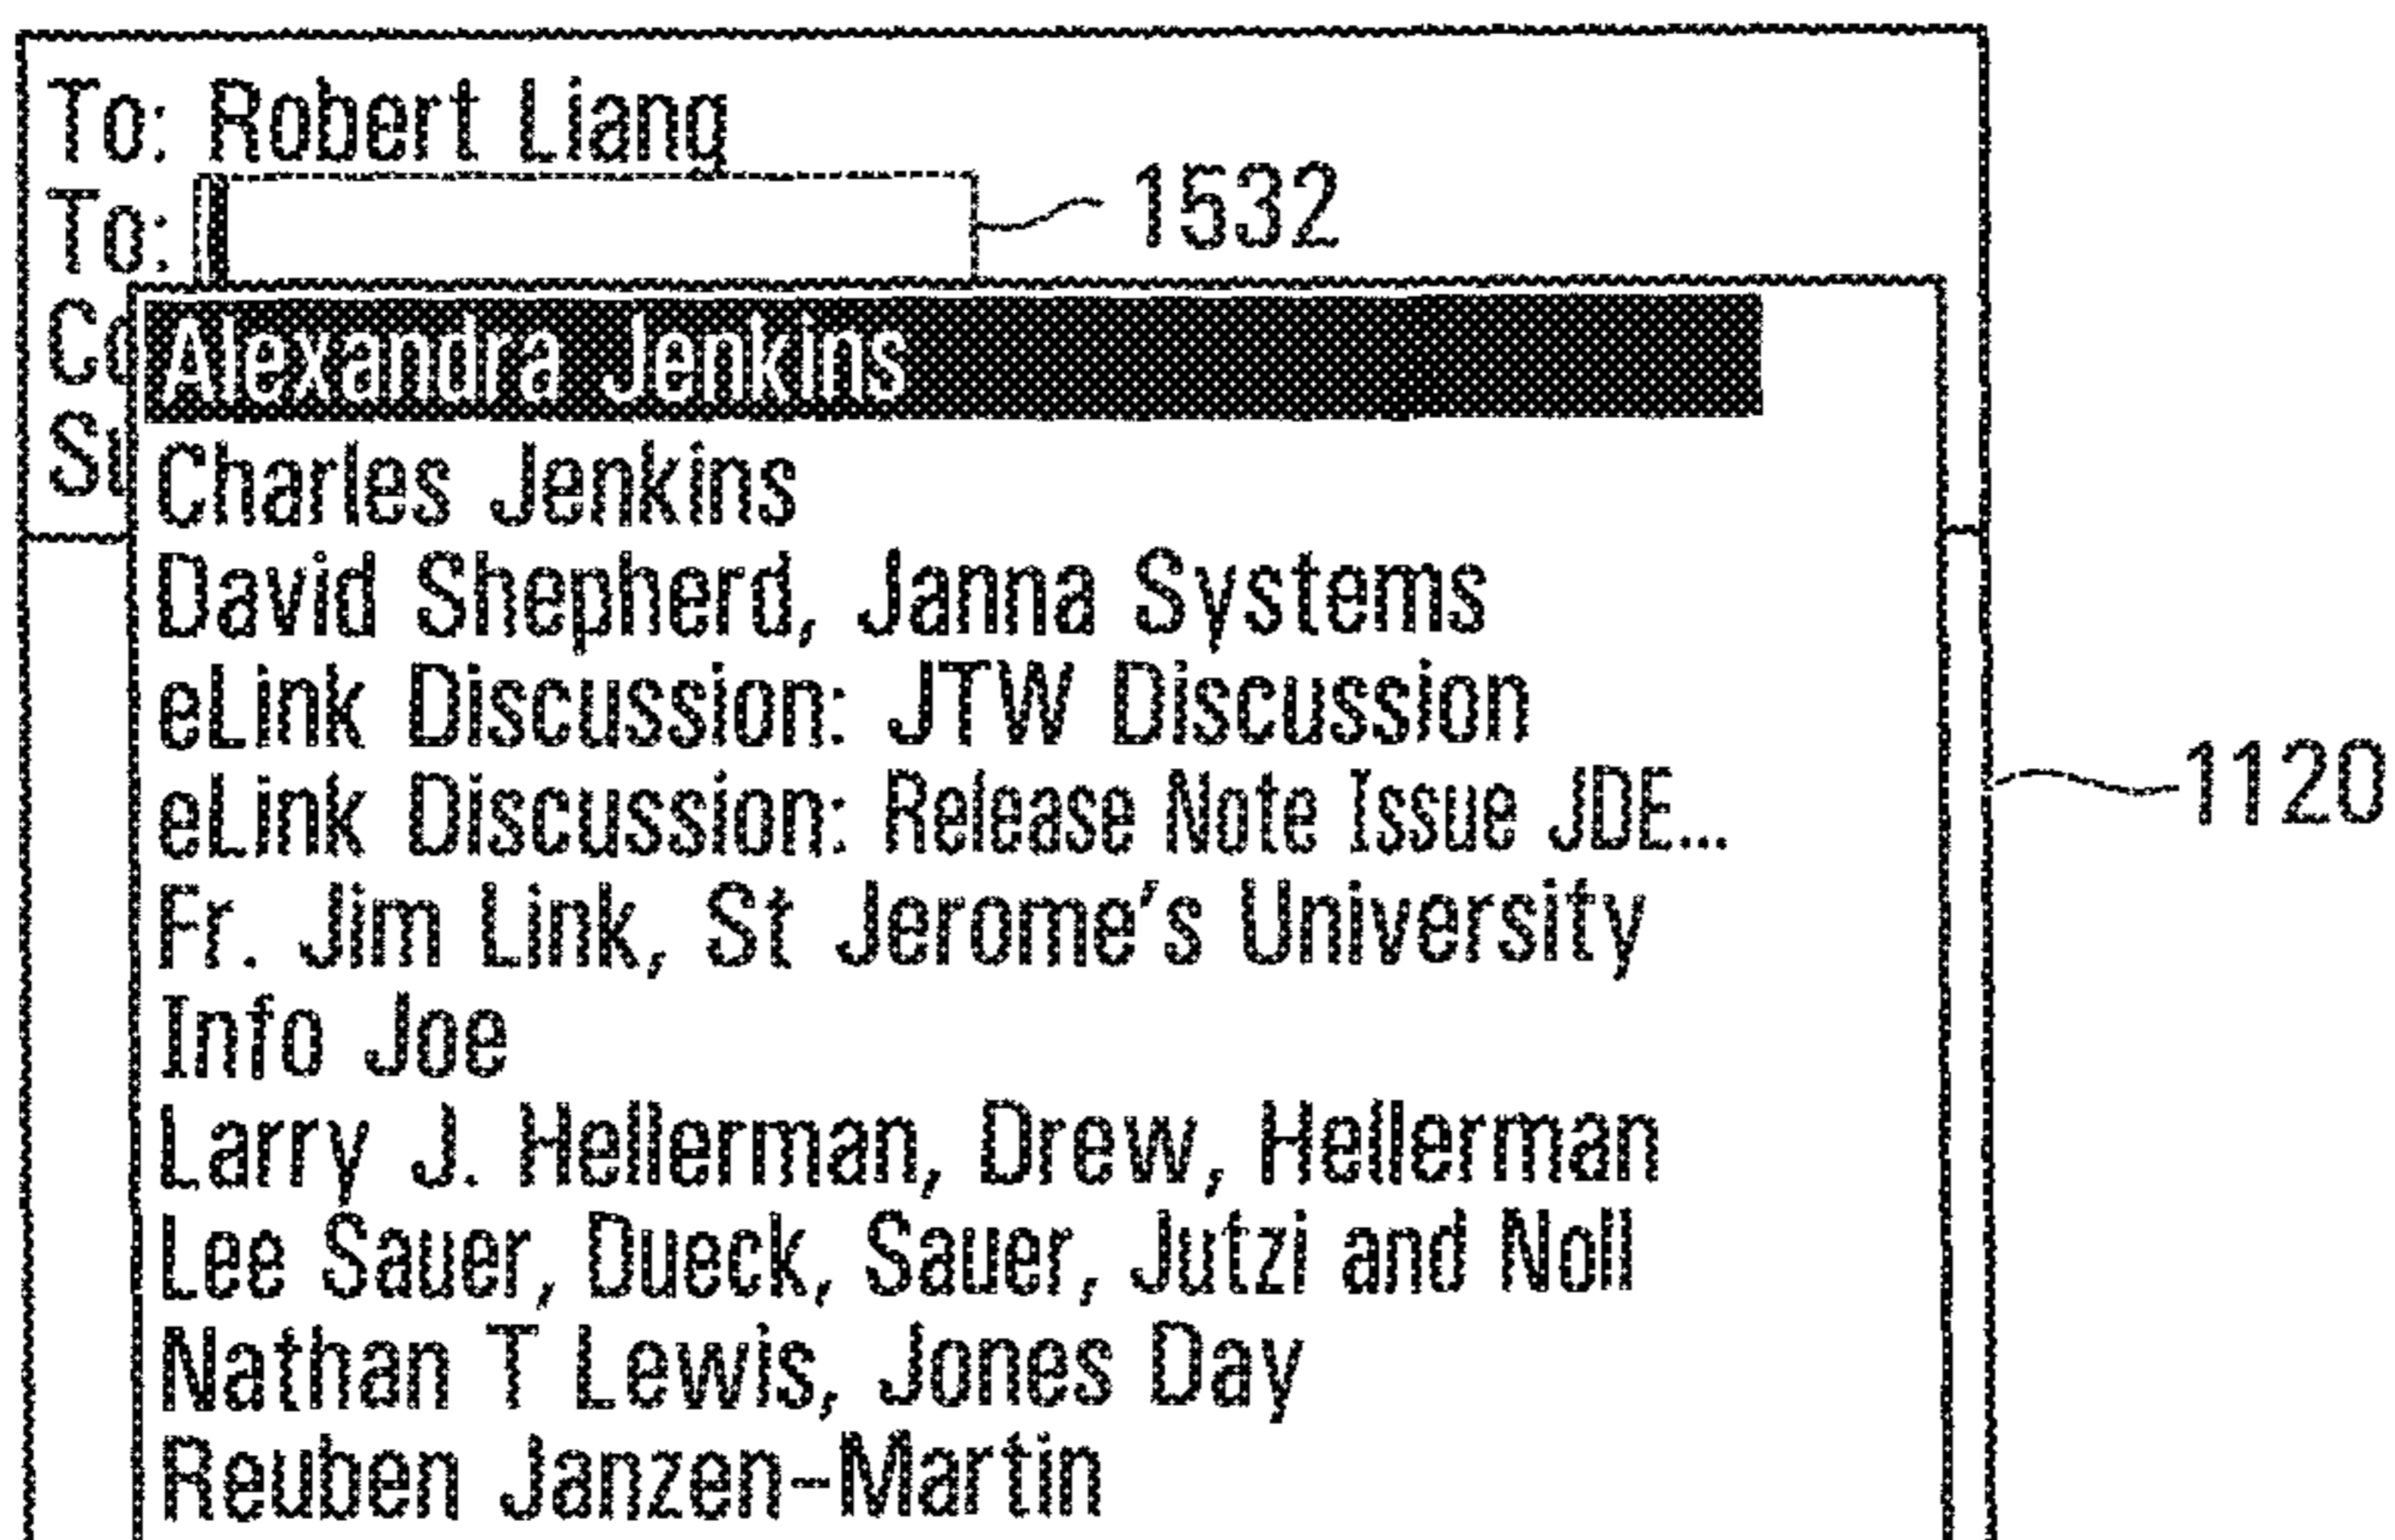 To: Robert Liang
To:
1532
Alexandra Jenkins
Charles Jenkins
David Shepherd, Janna Systems
eLink Discussion: JTW Discussion
eLink Discussion: Release Note Issue JDE...
1120
Fr. Jim Link, St Jerome's University
Info Joe
Larry J. Hellerman, Drew, Hellerman
Lee Sauer, Dueck, Sauer, Jutzi and Noll
Nathan T Lewis, Jones Day
Reuben Janzen-Martin